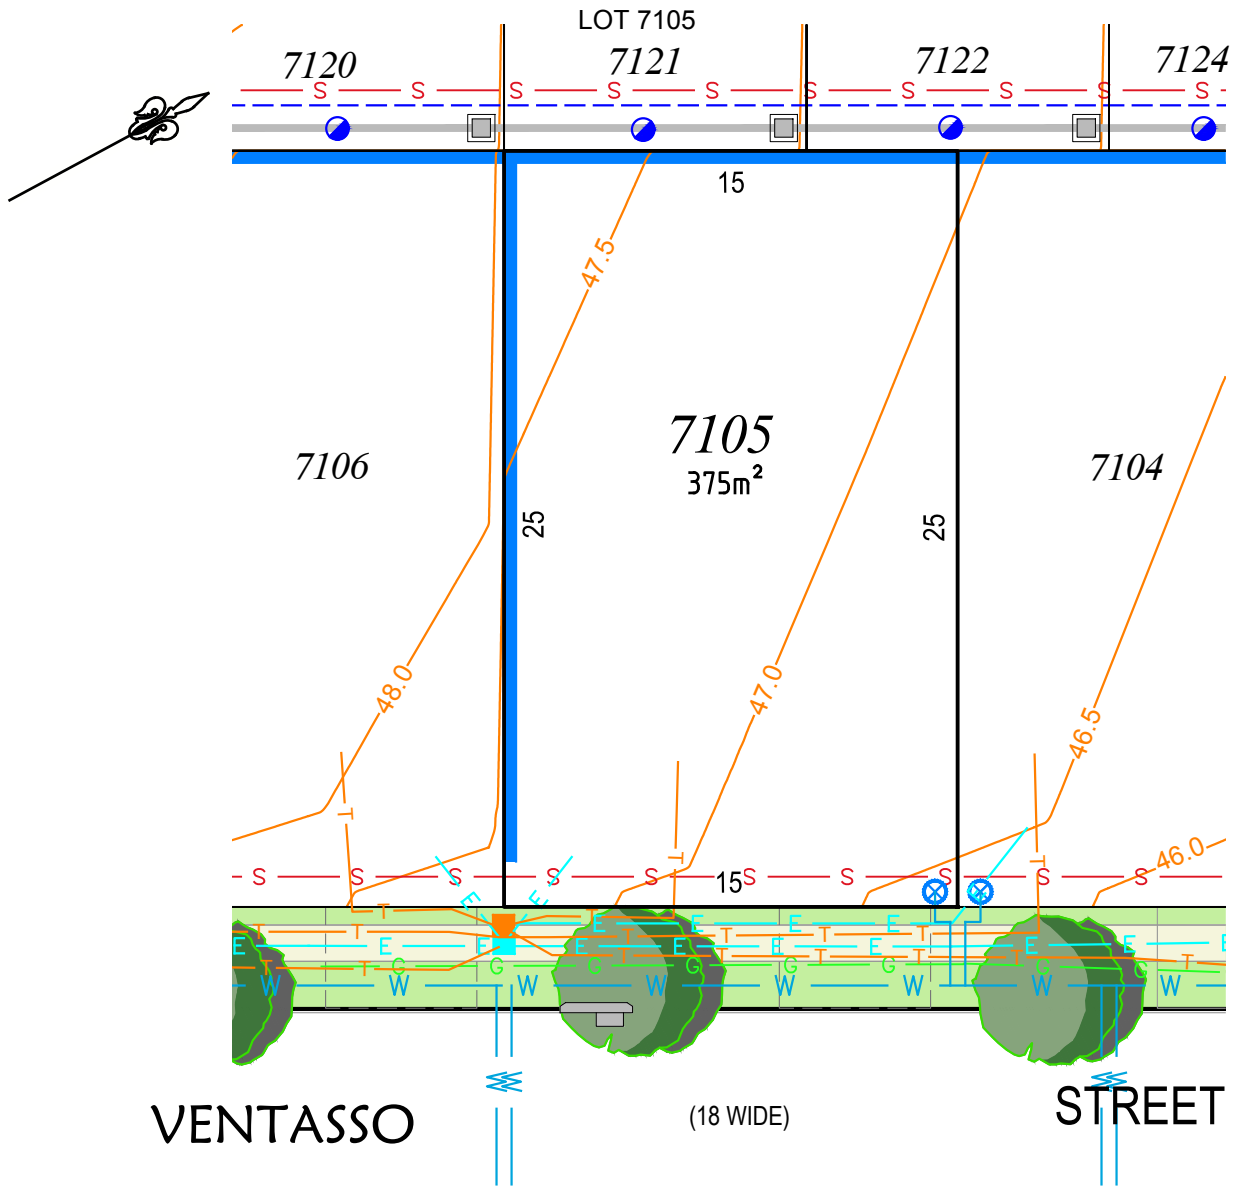 LOT 7105
7120
7121
7122
7124
S S S S S S S S S S
15
47.5
7105
375m²
7106
7104
25
25
48.0
47.0
46.5
46.0
T T T
S S S S S S S S S S
15
E E
T T T T T
E E E E
T T T T T T
E E E E E E E E
T T T T T T
G G G G G G
W W W W W W W W
VENTASSO
(18 WIDE)
STREET